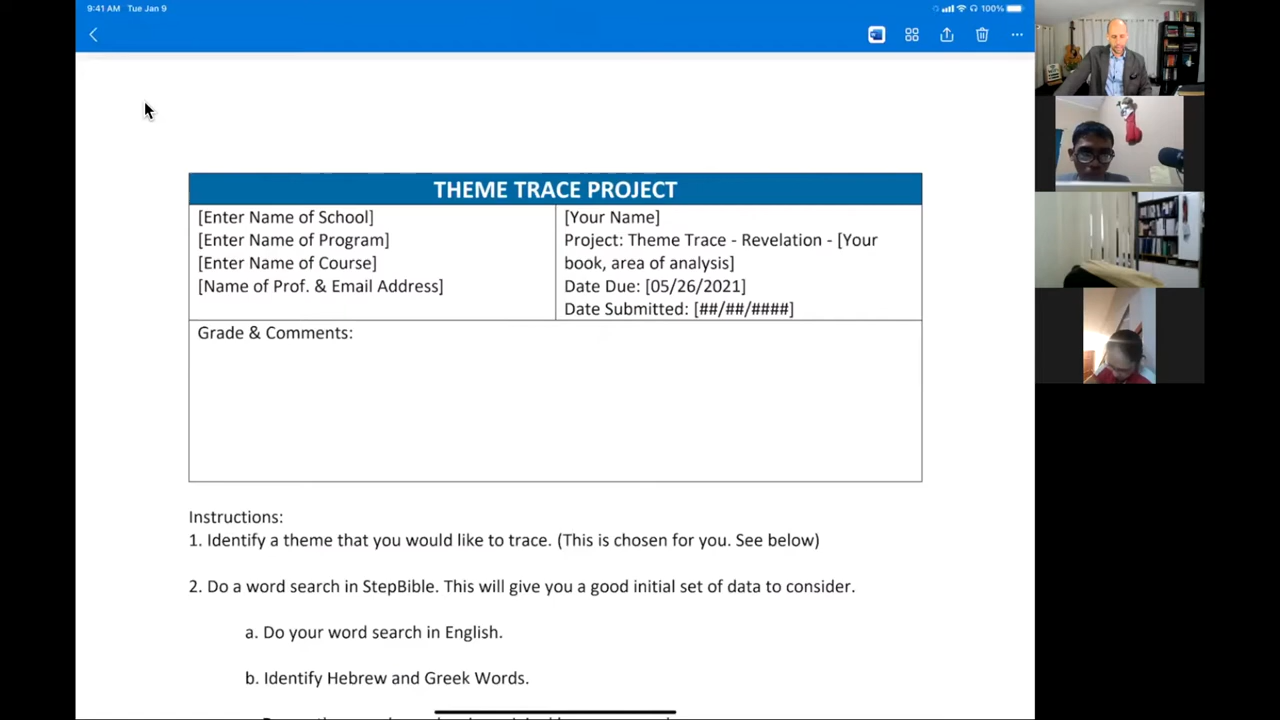 9:41 AM Tue Jan 9
100%
THEME TRACE PROJECT
[Enter Name of School]
[Enter Name of Program]
[Enter Name of Course]
[Name of Prof. & Email Address]
[Your Name]
Project: Theme Trace - Revelation - [Your
book, area of analysis]
Date Due: [05/26/2021]
Date Submitted: [##/##/####]
Grade & Comments:
Instructions:
1. Identify a theme that you would like to trace. (This is chosen for you. See below)
2. Do a word search in StepBible. This will give you a good initial set of data to consider.
a. Do your word search in English.
b. Identify Hebrew and Greek Words.